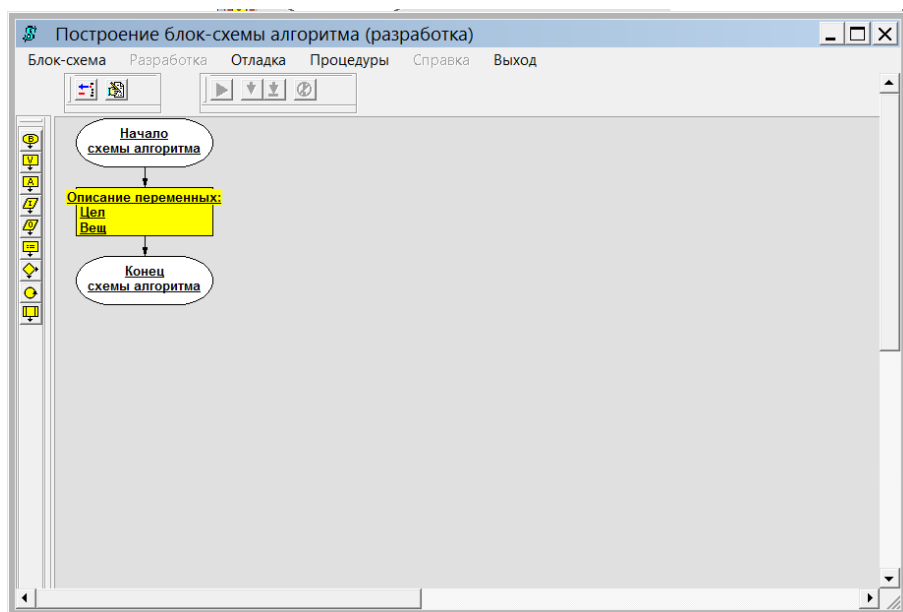 Построение блок-схемы алгоритма (разработка)
Блок-схема Разработка Отладка Процедуры Справка Выход
Начало
схемы алгоритма
Описание переменных:
Цел
Вещ
Конец
схемы алгоритма
B
V
A
I
O
:=